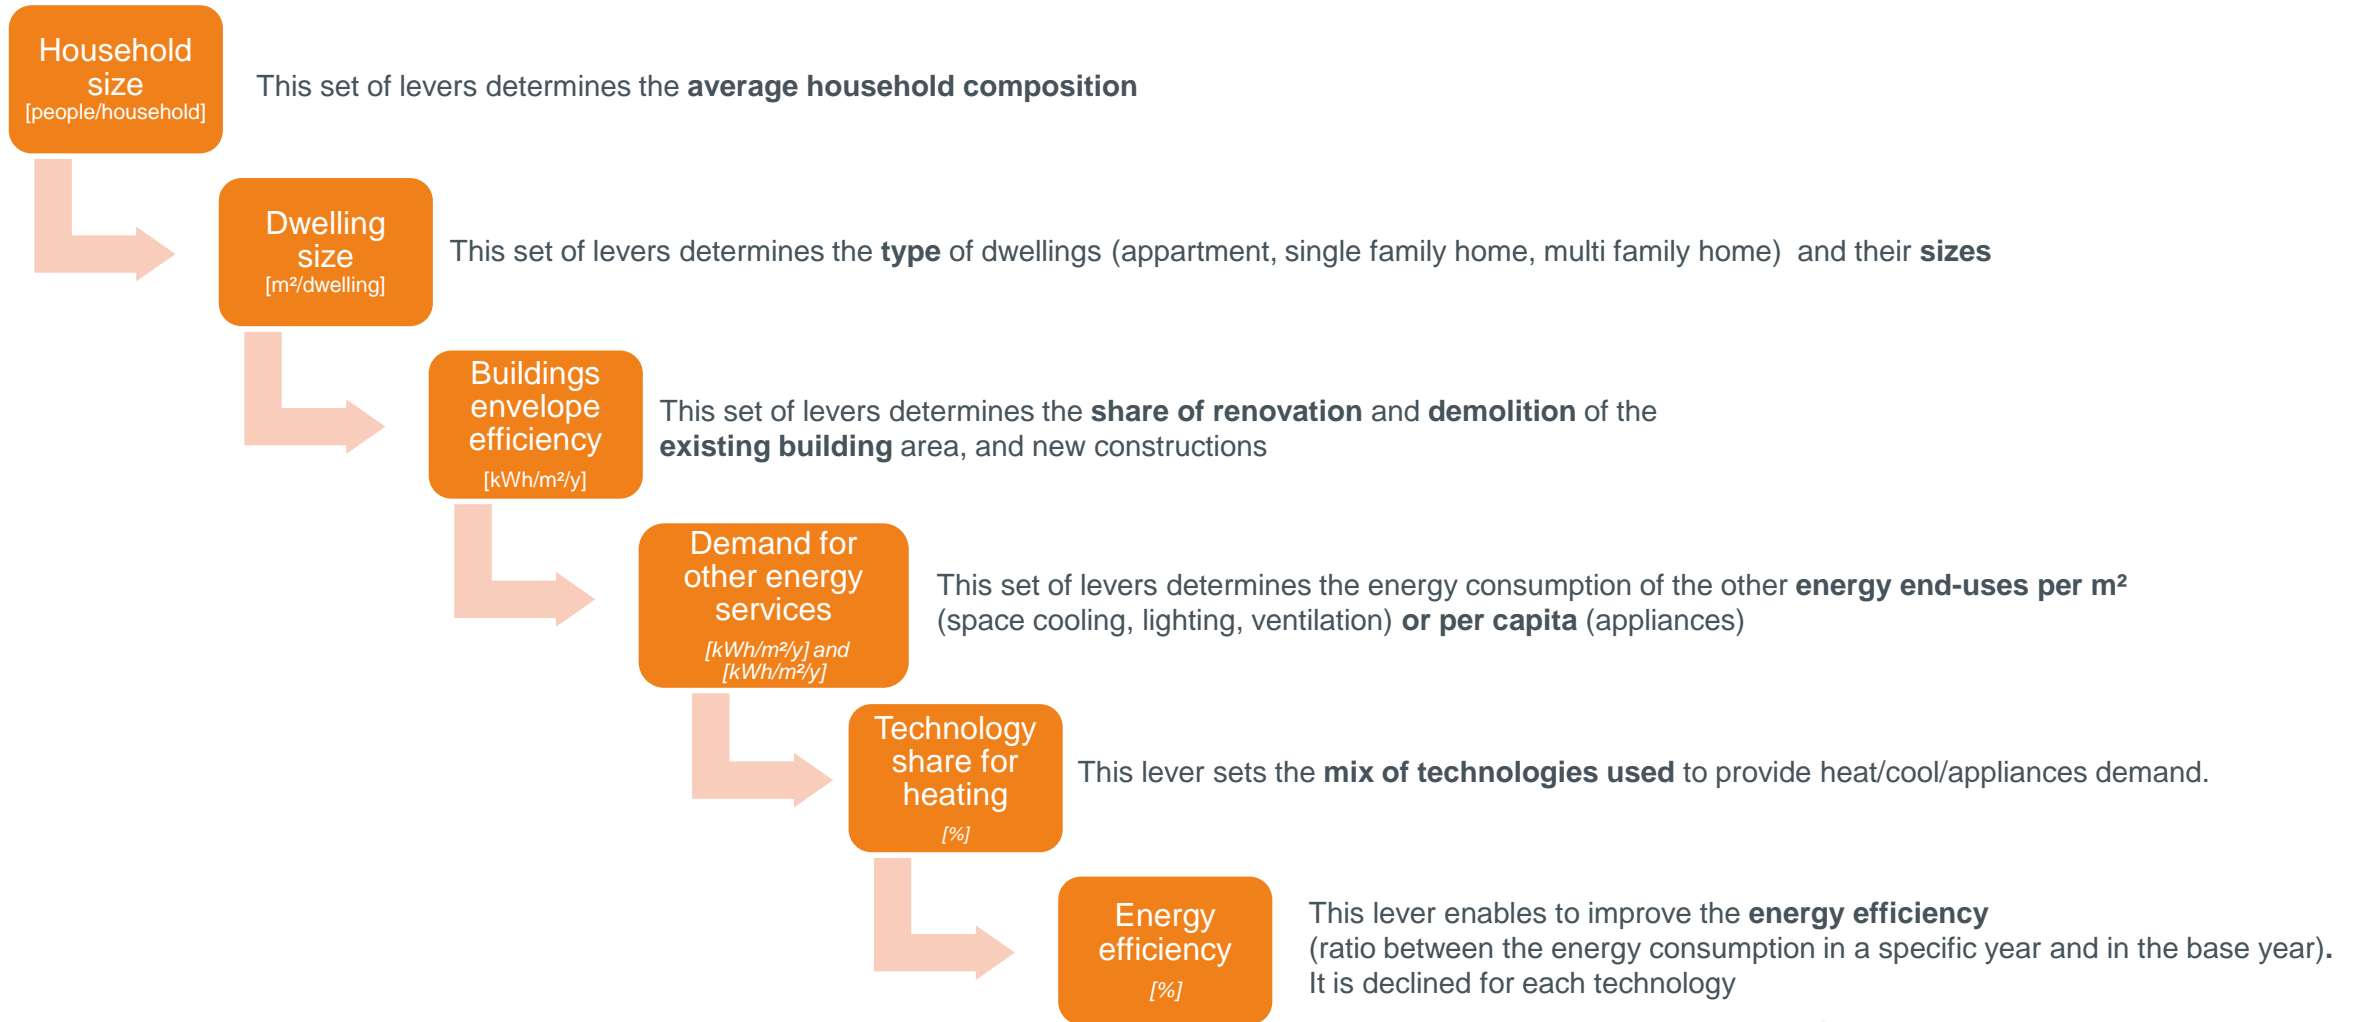 Household
size
[people/household]
This set of levers determines the average household composition
Dwelling
size
[m²/dwelling]
This set of levers determines the type of dwellings (appartment, single family home, multi family home)  and their sizes
Buildings
envelope
efficiency
[kWh/m²/y]
This set of levers determines the share of renovation and demolition of the
existing building area, and new constructions
Demand for
other energy
services
[kWh/m²/y] and
[kWh/m²/y]
This set of levers determines the energy consumption of the other energy end-uses per m²
(space cooling, lighting, ventilation) or per capita (appliances)
Technology
share for
heating
[%]
This lever sets the mix of technologies used to provide heat/cool/appliances demand.
Energy
efficiency
[%]
This lever enables to improve the energy efficiency
(ratio between the energy consumption in a specific year and in the base year).
It is declined for each technology